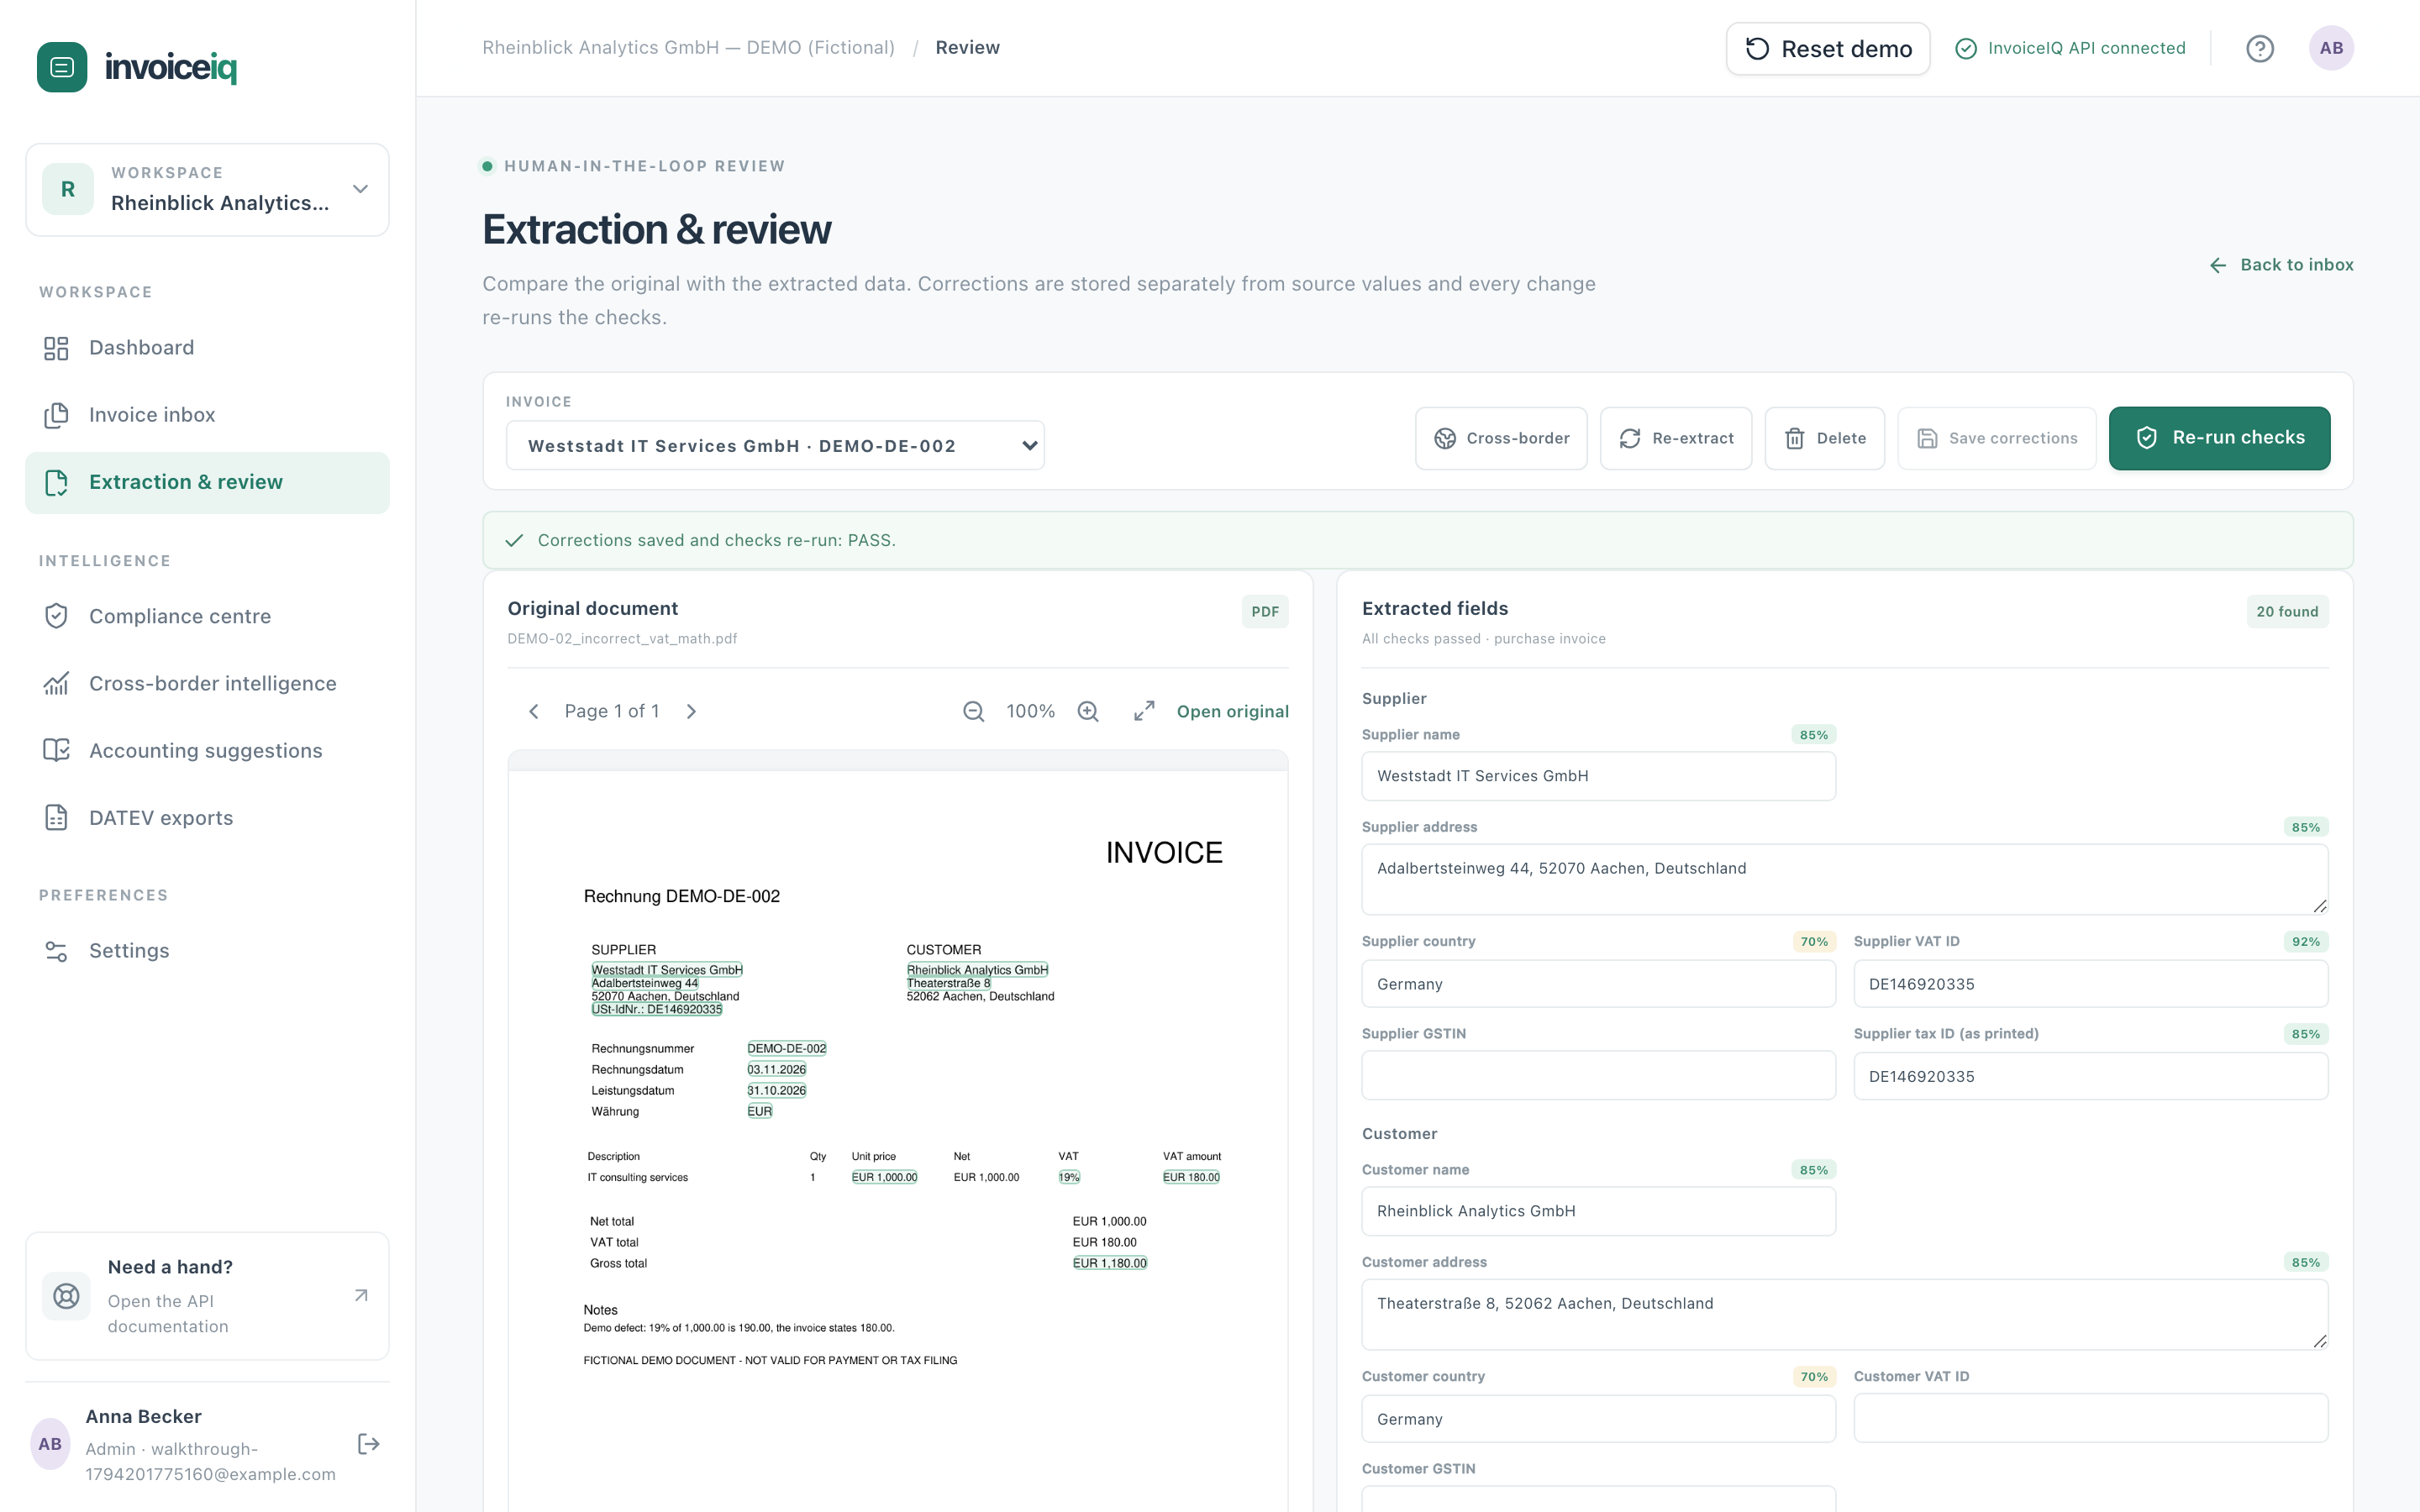 invoiceiq
WORKSPACE
R
Rheinblick Analytics...
WORKSPACE
Dashboard
Invoice inbox
Extraction & review
INTELLIGENCE
Compliance centre
Cross-border intelligence
Accounting suggestions
DATEV exports
PREFERENCES
Settings
Need a hand?
Open the API
documentation
AB
Anna Becker
Admin · walkthrough-
1794201775160@example.com
Rheinblick Analytics GmbH — DEMO (Fictional) / Review
Reset demo
InvoiceIQ API connected
AB
HUMAN-IN-THE-LOOP REVIEW
Extraction & review
Compare the original with the extracted data. Corrections are stored separately from source values and every change
re-runs the checks.
Back to inbox
INVOICE
Weststadt IT Services GmbH · DEMO-DE-002
Cross-border
Re-extract
Delete
Save corrections
Re-run checks
Corrections saved and checks re-run: PASS.
Original document
PDF
DEMO-02_incorrect_vat_math.pdf
Page 1 of 1
100%
Open original
INVOICE
Rechnung DEMO-DE-002
SUPPLIER
Weststadt IT Services GmbH
Adalbertsteinweg 44
52070 Aachen, Deutschland
USt-IdNr.: DE146920335
CUSTOMER
Rheinblick Analytics GmbH
Theaterstraße 8
52062 Aachen, Deutschland
Rechnungsnummer DEMO-DE-002
Rechnungsdatum 03.11.2026
Leistungsdatum 31.10.2026
Währung EUR
Description Qty Unit price Net VAT VAT amount
IT consulting services 1 EUR 1,000.00 EUR 1,000.00 19% EUR 180.00
Net total EUR 1,000.00
VAT total EUR 180.00
Gross total EUR 1,180.00
Notes
Demo defect: 19% of 1,000.00 is 190.00, the invoice states 180.00.
FICTIONAL DEMO DOCUMENT - NOT VALID FOR PAYMENT OR TAX FILING
Extracted fields
20 found
All checks passed · purchase invoice
Supplier
Supplier name 85%
Weststadt IT Services GmbH
Supplier address 85%
Adalbertsteinweg 44, 52070 Aachen, Deutschland
Supplier country 70%
Germany
Supplier VAT ID 92%
DE146920335
Supplier GSTIN
Supplier tax ID (as printed) 85%
DE146920335
Customer
Customer name 85%
Rheinblick Analytics GmbH
Customer address 85%
Theaterstraße 8, 52062 Aachen, Deutschland
Customer country 70%
Germany
Customer VAT ID
Customer GSTIN